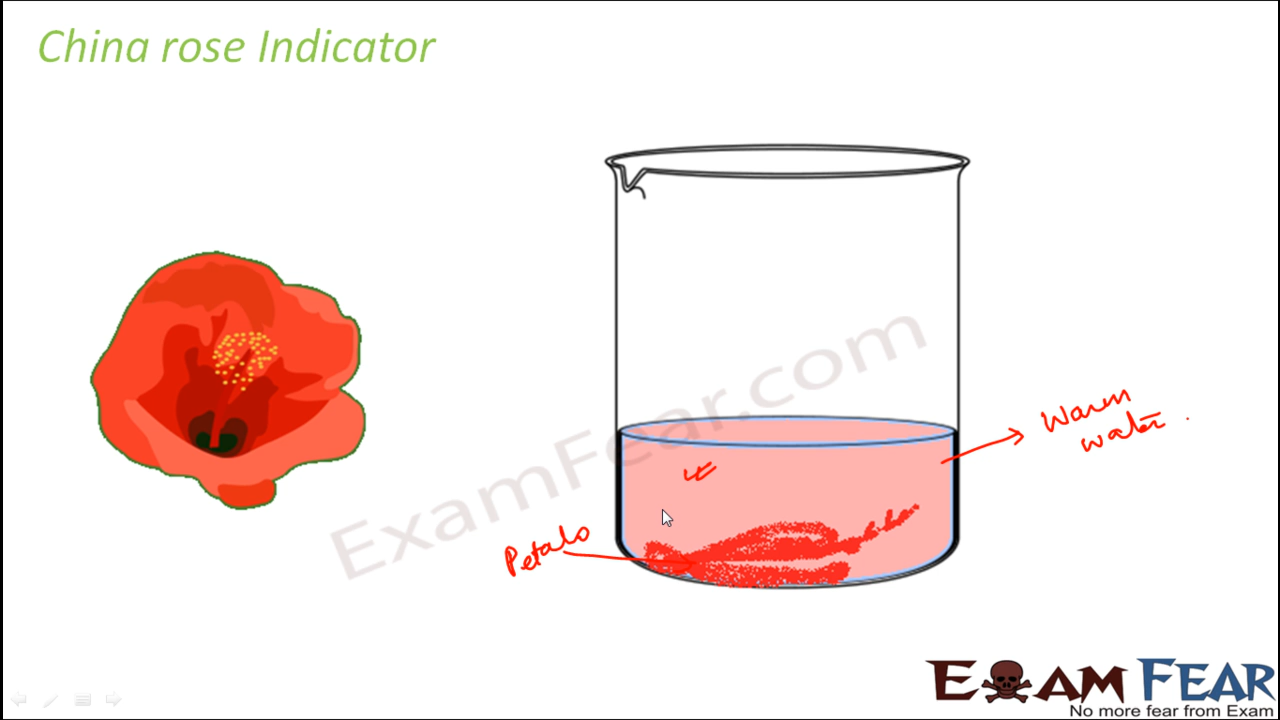 China rose Indicator
ExamFear.com
Warm
water
Petals
EXAM FEAR
No more fear from Exam